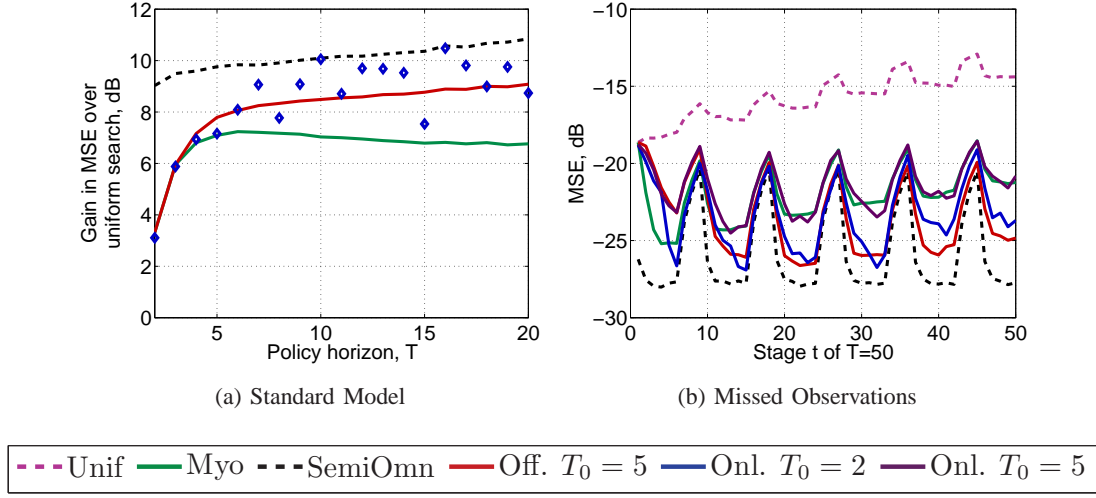 12
10
8
6
4
2
0
5
10
15
20
Gain in MSE over
uniform search, dB
Policy horizon, T
(a) Standard Model
−10
−15
−20
−25
−30
0
10
20
30
40
50
MSE, dB
Stage t of T=50
(b) Missed Observations
Unif Myo SemiOmn Off. T₀ = 5 Onl. T₀ = 2 Onl. T₀ = 5